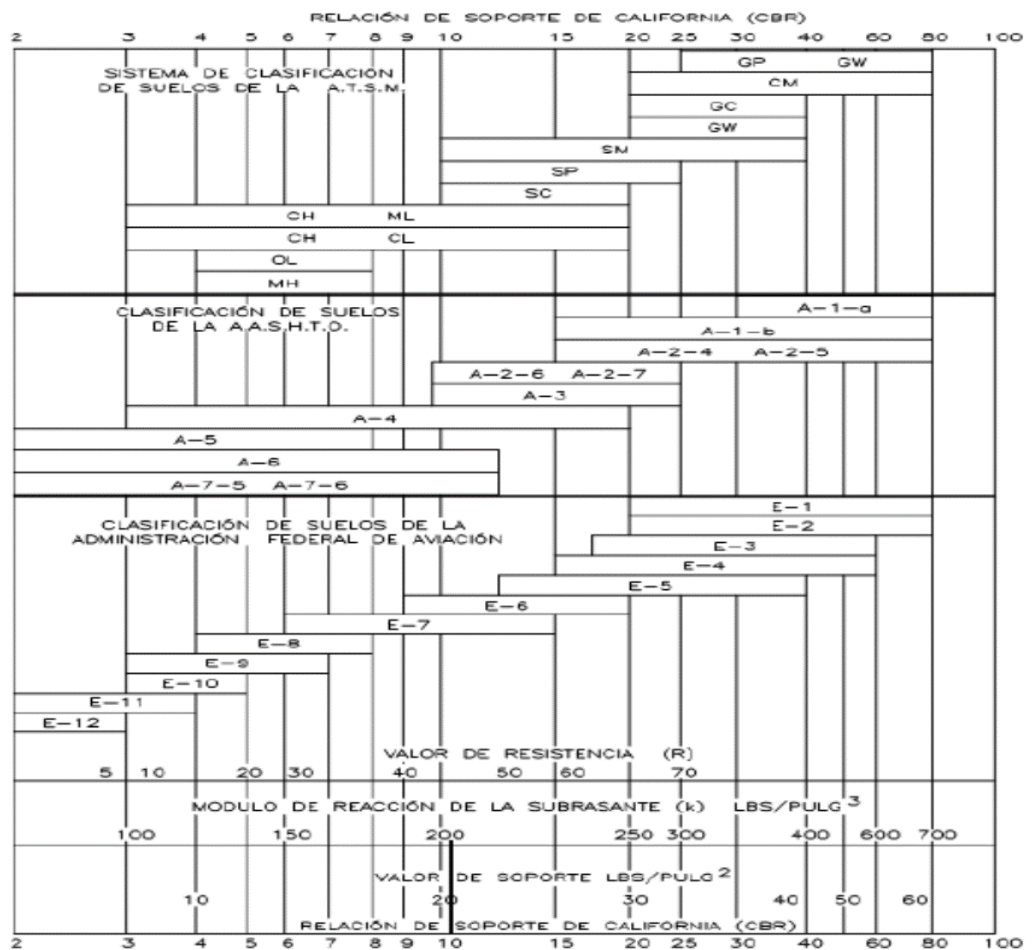 RELACIÓN DE SOPORTE DE CALIFORNIA (CBR)
2 3 4 5 6 7 8 9 10 15 20 25 30 40 50 60 80 100
GP GW
SISTEMA DE CLASIFICACIÓN
DE SUELOS DE LA A.T.S.M.
CM
GC
GW
SM
SP
SC
CH ML
CH CL
OL
MH
CLASIFICACIÓN DE SUELOS
DE LA A.A.S.H.T.O.
A-1-a
A-1-b
A-2-4 A-2-5
A-2-6 A-2-7
A-3
A-4
A-5
A-6
A-7-5 A-7-6
CLASIFICACIÓN DE SUELOS DE LA
ADMINISTRACIÓN FEDERAL DE AVIACIÓN
E-1
E-2
E-3
E-4
E-5
E-6
E-7
E-8
E-9
E-10
E-11
E-12
VALOR DE RESISTENCIA (R)
5 10 20 30 40 50 60 70
MODULO DE REACCIÓN DE LA SUBRASANTE (k) LBS/PULG3
100 150 200 250 300 400 600 700
VALOR DE SOPORTE LBS/PULG2
10 20 30 40 50 60
RELACIÓN DE SOPORTE DE CALIFORNIA (CBR)
2 3 4 5 6 7 8 9 10 15 20 25 30 40 50 60 80 100